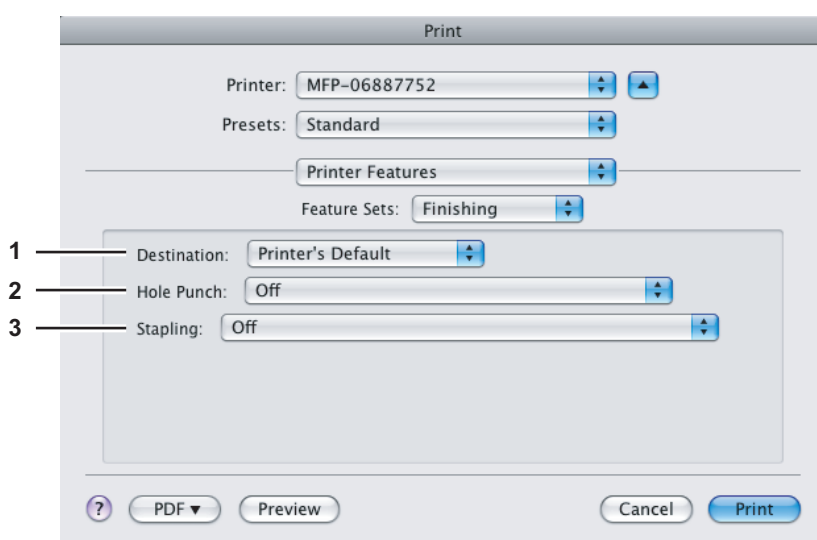 Print
Printer: MFP-06887752
Presets: Standard
Printer Features
Feature Sets: Finishing
1 Destination: Printer's Default
2 Hole Punch: Off
3 Stapling: Off
? PDF ▼ Preview Cancel Print